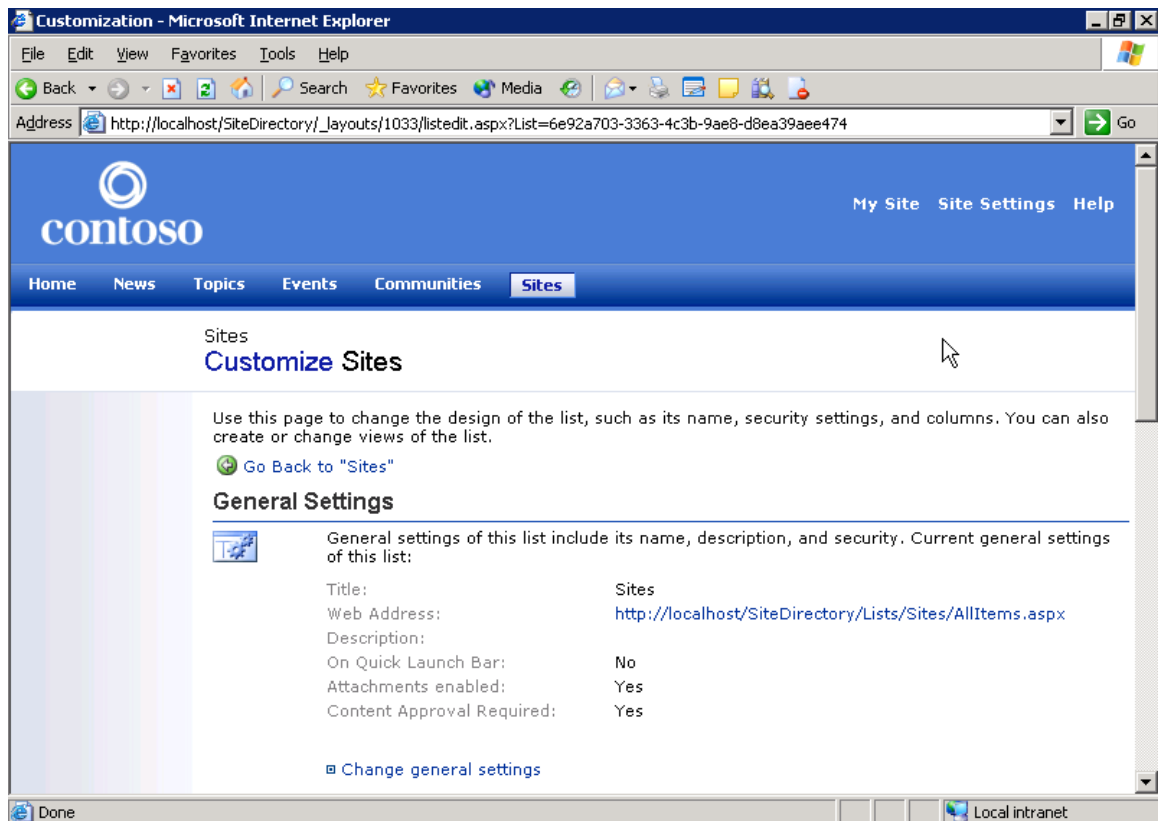 Customization - Microsoft Internet Explorer
File Edit View Favorites Tools Help
Back Search Favorites Media
Address http://localhost/SiteDirectory/_layouts/1033/listedit.aspx?List=6e92a703-3363-4c3b-9ae8-d8ea39aee474 Go
contoso
My Site Site Settings Help
Home News Topics Events Communities Sites
Sites
Customize Sites
Use this page to change the design of the list, such as its name, security settings, and columns. You can also
create or change views of the list.
Go Back to "Sites"
General Settings
General settings of this list include its name, description, and security. Current general settings
of this list:
Title: Sites
Web Address: http://localhost/SiteDirectory/Lists/Sites/AllItems.aspx
Description:
On Quick Launch Bar: No
Attachments enabled: Yes
Content Approval Required: Yes
Change general settings
Done Local intranet